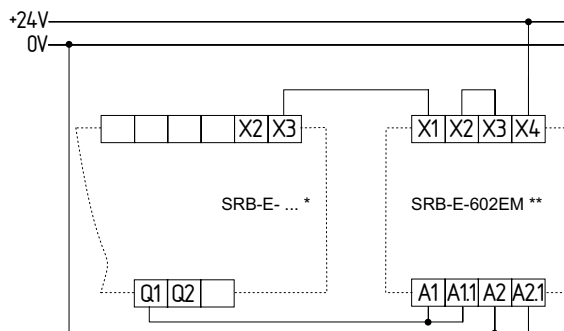 +24V
0V
X2 X3 X1 X2 X3 X4
SRB-E- ... * SRB-E-602EM **
Q1 Q2 A1 A1.1 A2 A2.1